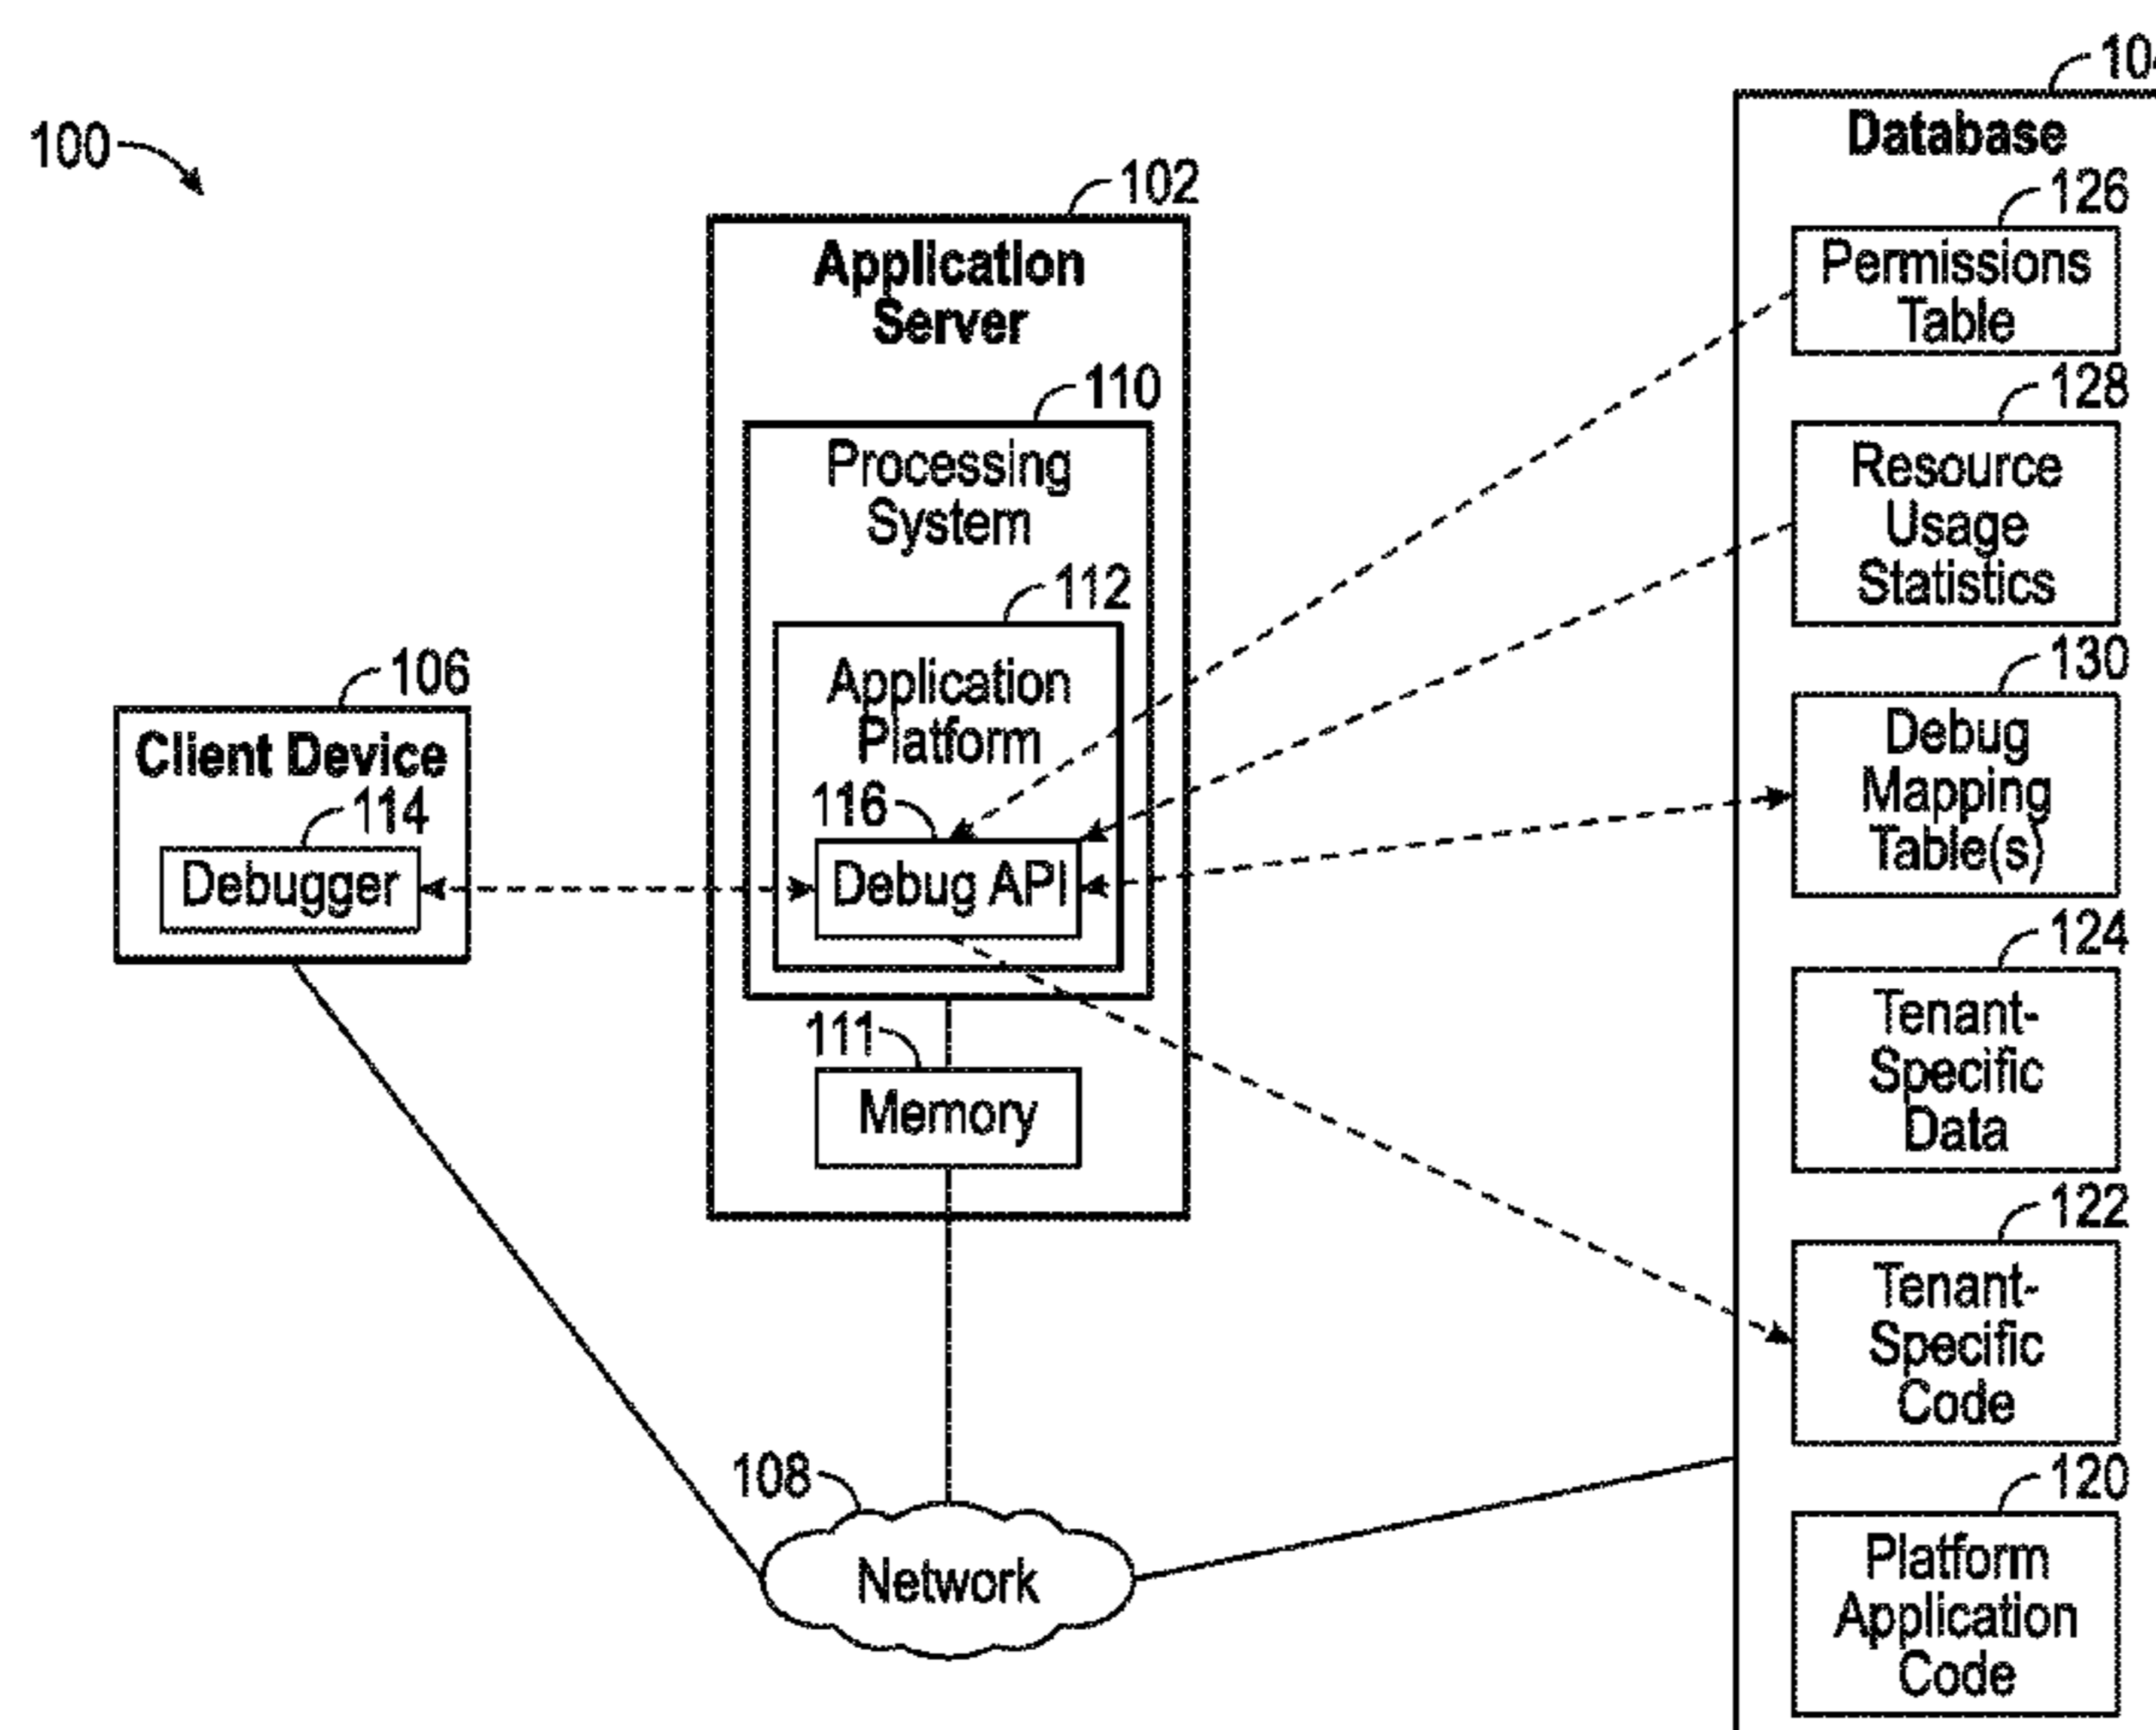 100
102
Application
Server
110
Processing
System
112
Application
Platform
116
Debug API
111
Memory
106
Client Device
114
Debugger
108
Network
Database
126
Permissions
Table
128
Resource
Usage
Statistics
130
Debug
Mapping
Table(s)
124
Tenant-
Specific
Data
122
Tenant-
Specific
Code
120
Platform
Application
Code